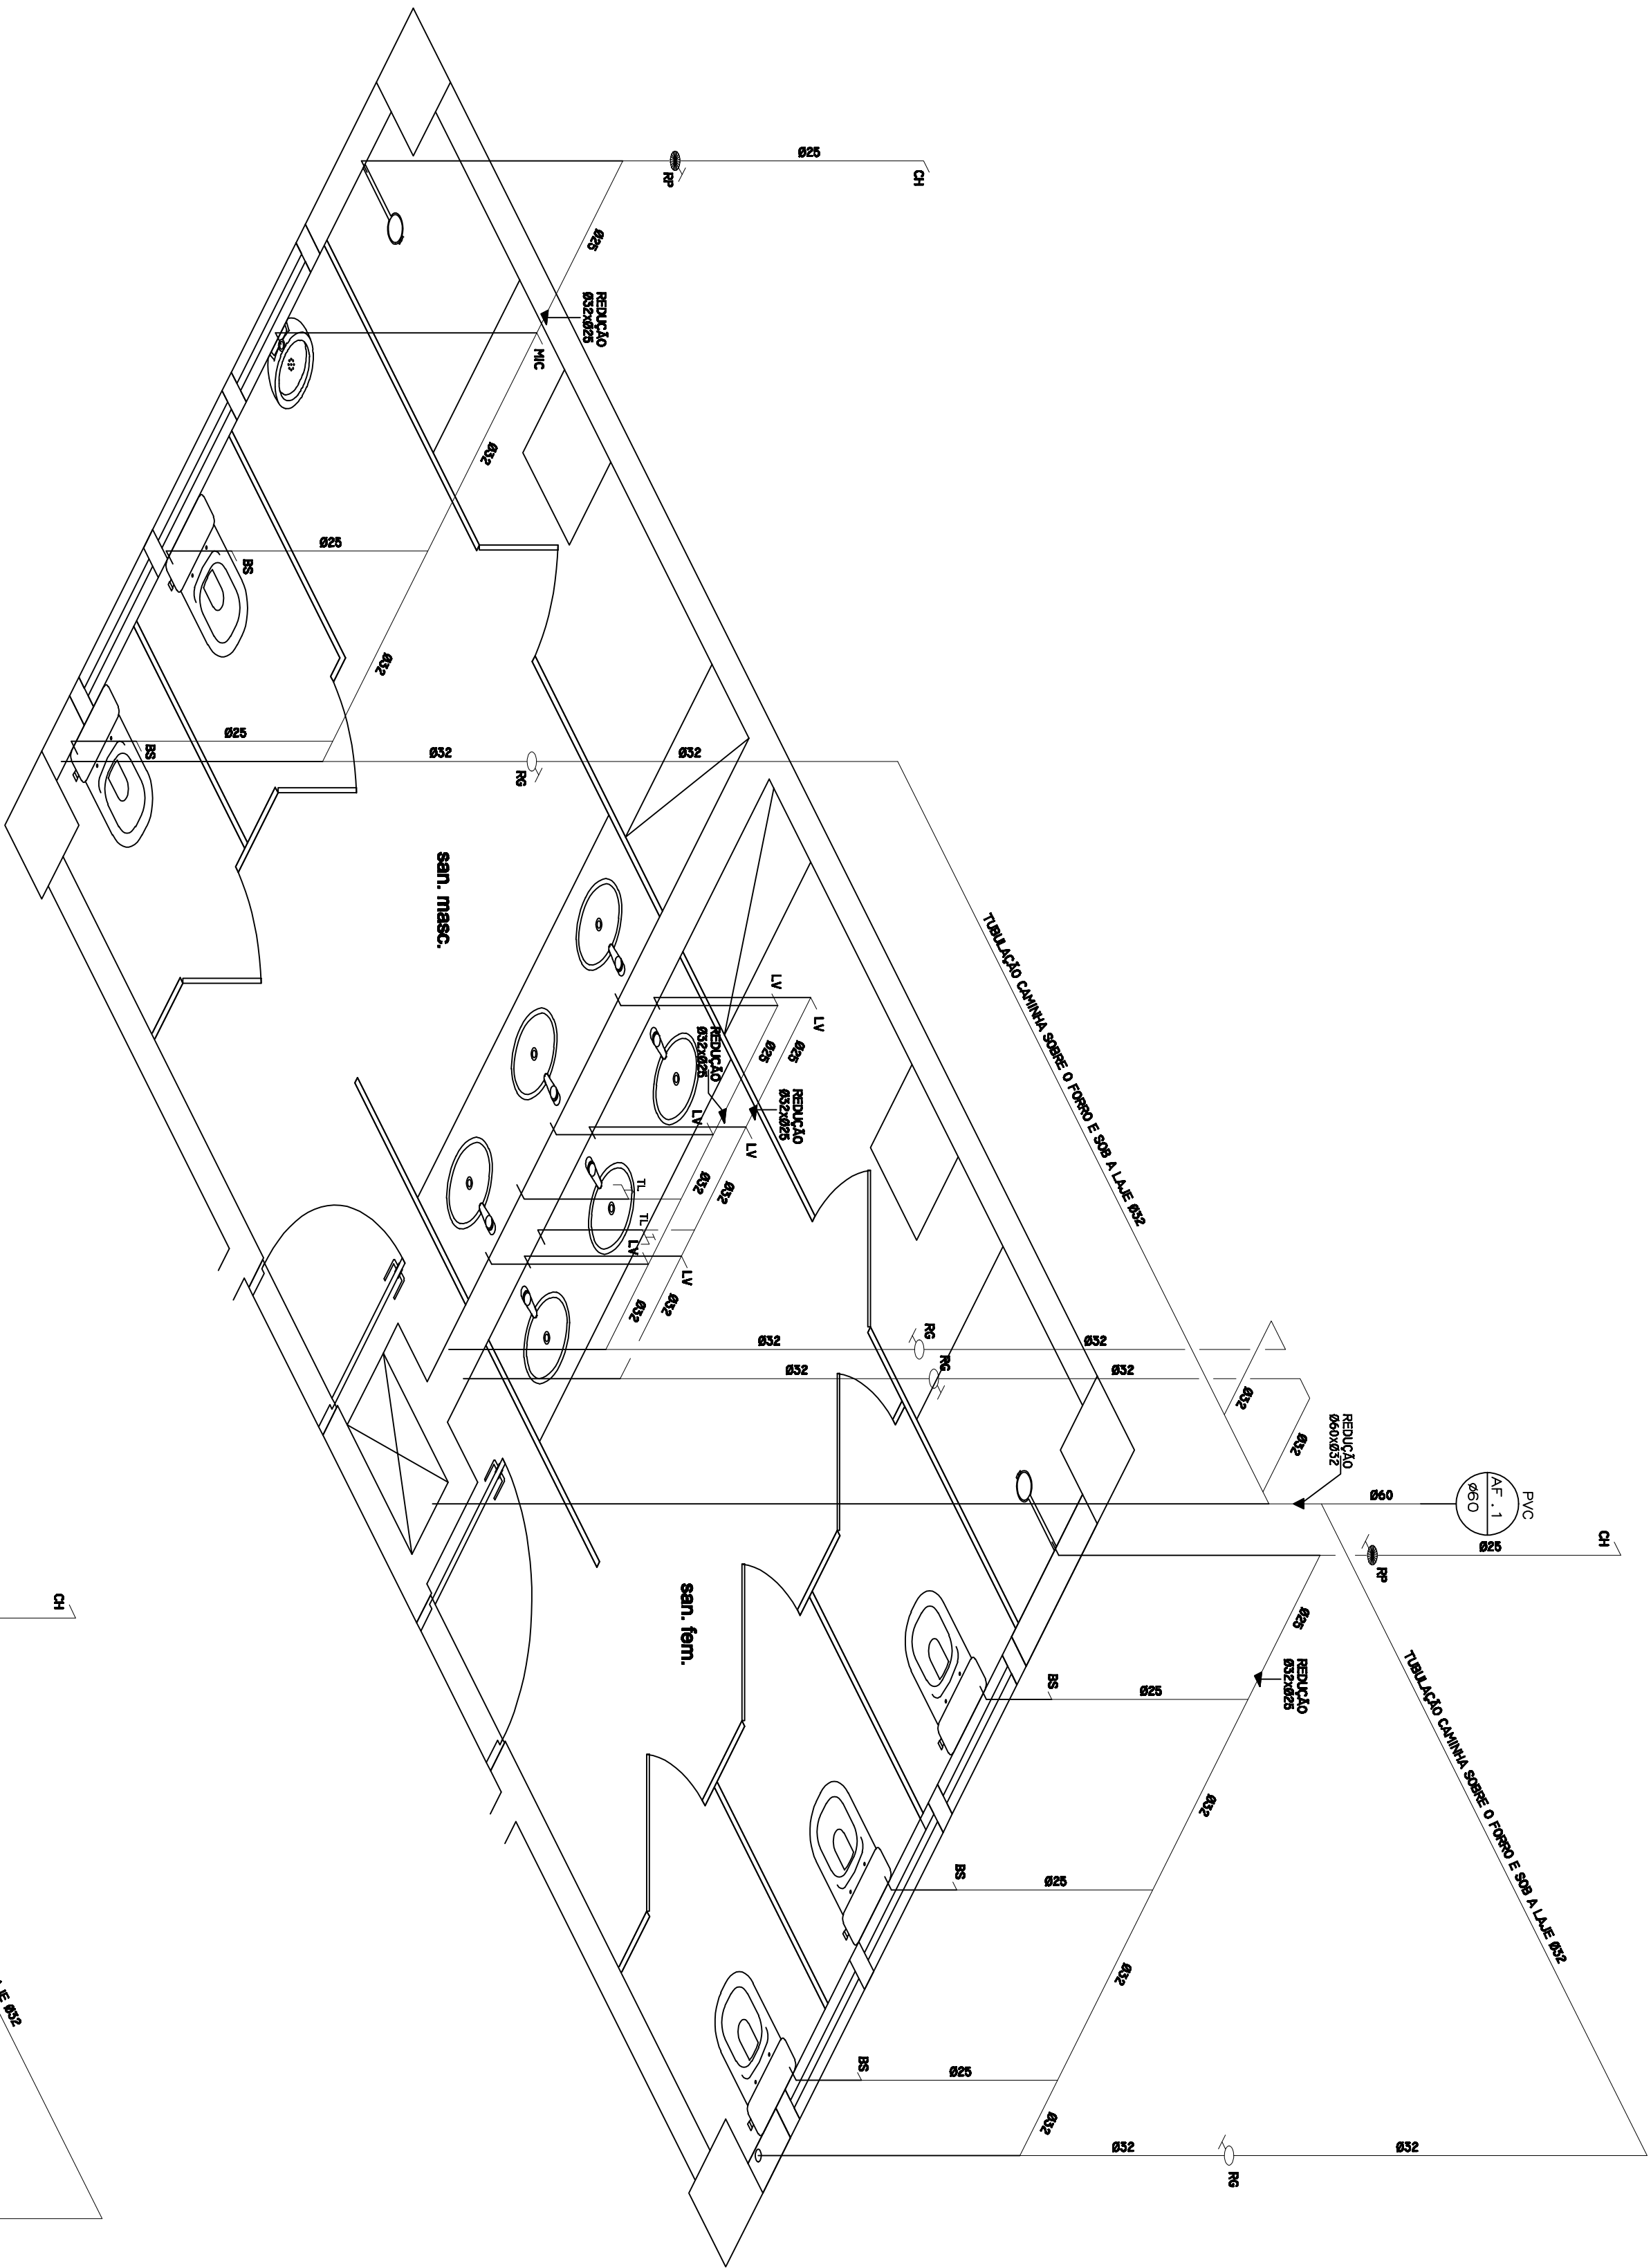 Ø25
CH
RP
Ø25
REDUÇÃO
Ø32xØ25
MIC
Ø32
Ø25
BS
Ø32
Ø25
BS
Ø32
RG
Ø32
san. masc.
TUBULAÇÃO CAMINHA SOBRE O FORRO E SOB A LAJE Ø32
LV
LV
Ø25
Ø25
REDUÇÃO
Ø32xØ25
REDUÇÃO
Ø32xØ25
LV
LV
Ø32
Ø32
TL
TL
LV
LV
Ø32
Ø32
Ø32
RG
Ø32
Ø32
RG
Ø32
Ø32
Ø32
REDUÇÃO
Ø60xØ32
Ø60
PVC
AF . 1
Ø60
CH
Ø25
RP
Ø25
REDUÇÃO
Ø32xØ25
TUBULAÇÃO CAMINHA SOBRE O FORRO E SOB A LAJE Ø32
san. fem.
BS
Ø25
Ø32
BS
Ø25
Ø32
BS
Ø25
Ø32
Ø32
RG
Ø32
CH
JE Ø32